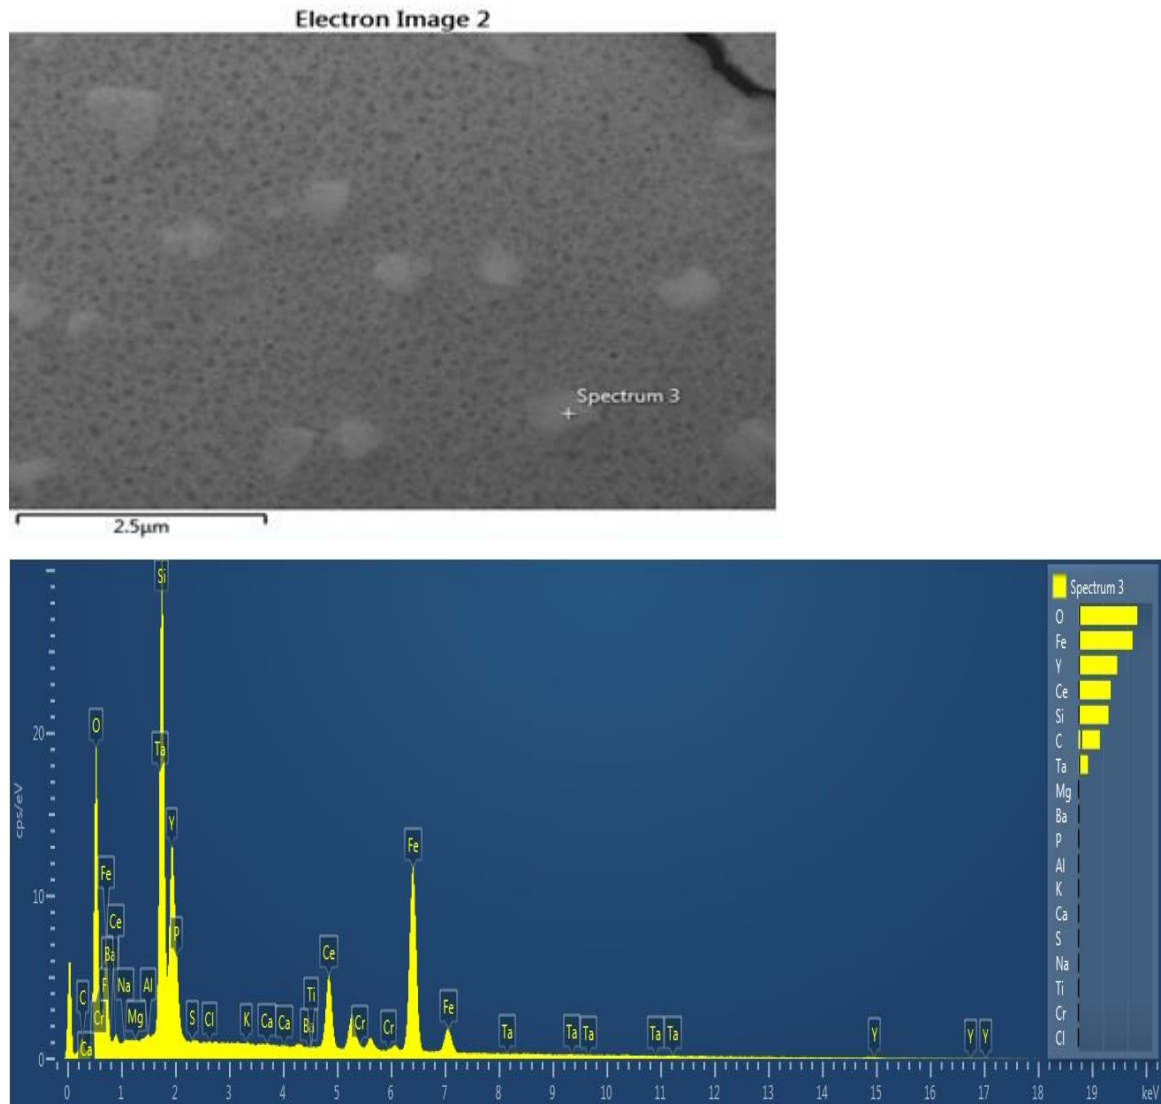 Electron Image 2
Spectrum 3
2.5µm
cps/eV
20
10
0
Si
O
Ta
Y
Fe
Ce
P
Ba
C
F
Na
Al
Cr
Mg
Ca
S
Cl
K
Ca
Ca
Ti
Ba
Ce
Cr
Cr
Fe
Fe
Ta
Ta
Ta
Ta
Ta
Y
Y
Y
0 1 2 3 4 5 6 7 8 9 10 11 12 13 14 15 16 17 18 19 keV
Spectrum 3
O
Fe
Y
Ce
Si
C
Ta
Mg
Ba
P
Al
K
Ca
S
Na
Ti
Cr
Cl